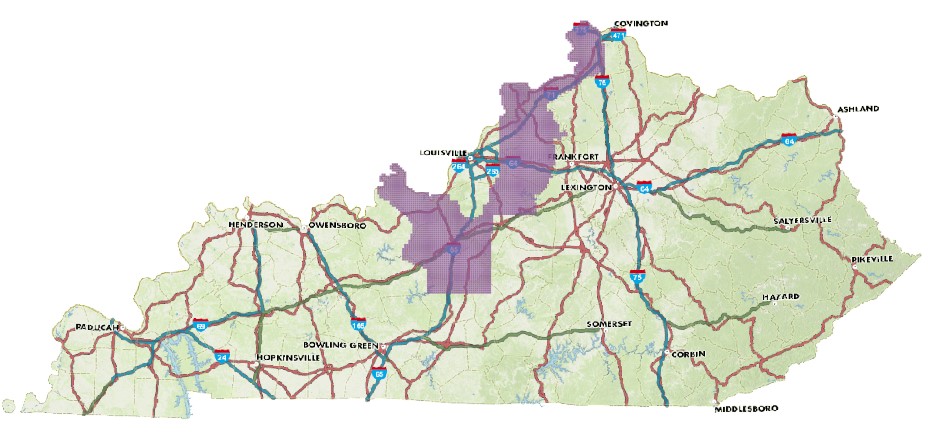 COVINGTON
471
71
75
ASHLAND
64
LOUISVILLE
264
265
64
FRANKFORT
LEXINGTON
64
SALYERSVILLE
HENDERSON
OWENSBORO
65
PIKEVILLE
75
HAZARD
PADUCAH
69
165
SOMERSET
BOWLING GREEN
24
HOPKINSVILLE
CORBIN
65
MIDDLESBORO